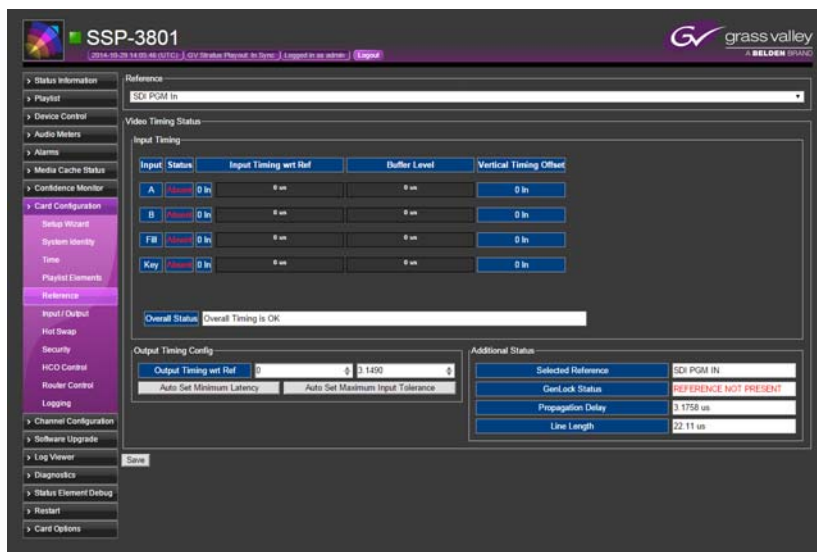 SSP-3801
grass valley
A BELDEN BRAND
2014-10-29 14:05:46 (UTC) GV Stratus Playout: In Sync Logged in as admin Logout
Status Information
Playlist
Device Control
Audio Meters
Alarms
Media Cache Status
Confidence Monitor
Card Configuration
Setup Wizard
System Identity
Time
Playlist Elements
Reference
Input / Output
Hot Swap
Security
HCO Control
Router Control
Logging
Channel Configuration
Software Upgrade
Log Viewer
Diagnostics
Status Element Debug
Restart
Card Options
Reference
SDI PGM In
Video Timing Status
Input Timing
Input Status Input Timing wrt Ref Buffer Level Vertical Timing Offset
A Absent 0 ln 0 us 0 us 0 ln
B Absent 0 ln 0 us 0 us 0 ln
Fill Absent 0 ln 0 us 0 us 0 ln
Key Absent 0 ln 0 us 0 us 0 ln
Overall Status Overall Timing is OK
Output Timing Config
Output Timing wrt Ref 0 3.1490
Auto Set Minimum Latency Auto Set Maximum Input Tolerance
Additional Status
Selected Reference SDI PGM IN
GenLock Status REFERENCE NOT PRESENT
Propagation Delay 3.1758 us
Line Length 22.11 us
Save